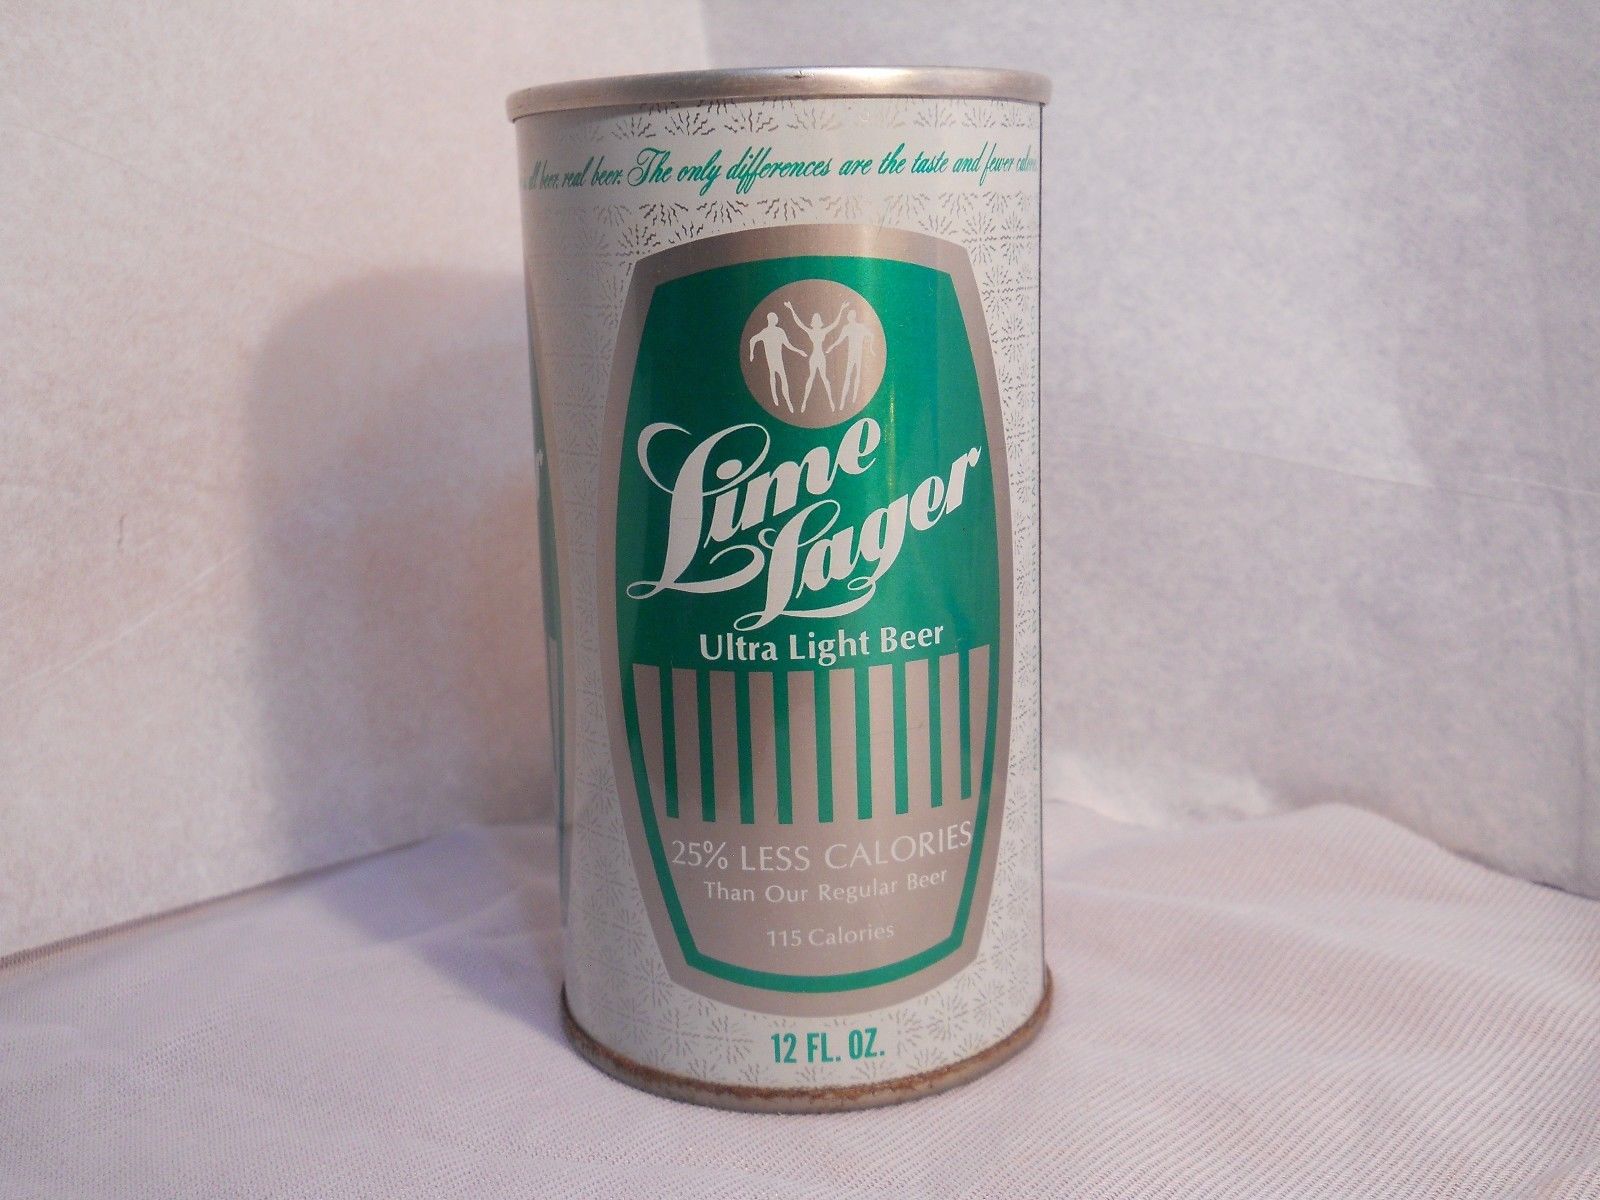 beer, real beer. The only differences are the taste and fewer
Lime
Lager
Ultra Light Beer
25% LESS CALORIES
Than Our Regular Beer
115 Calories
12 FL. OZ.